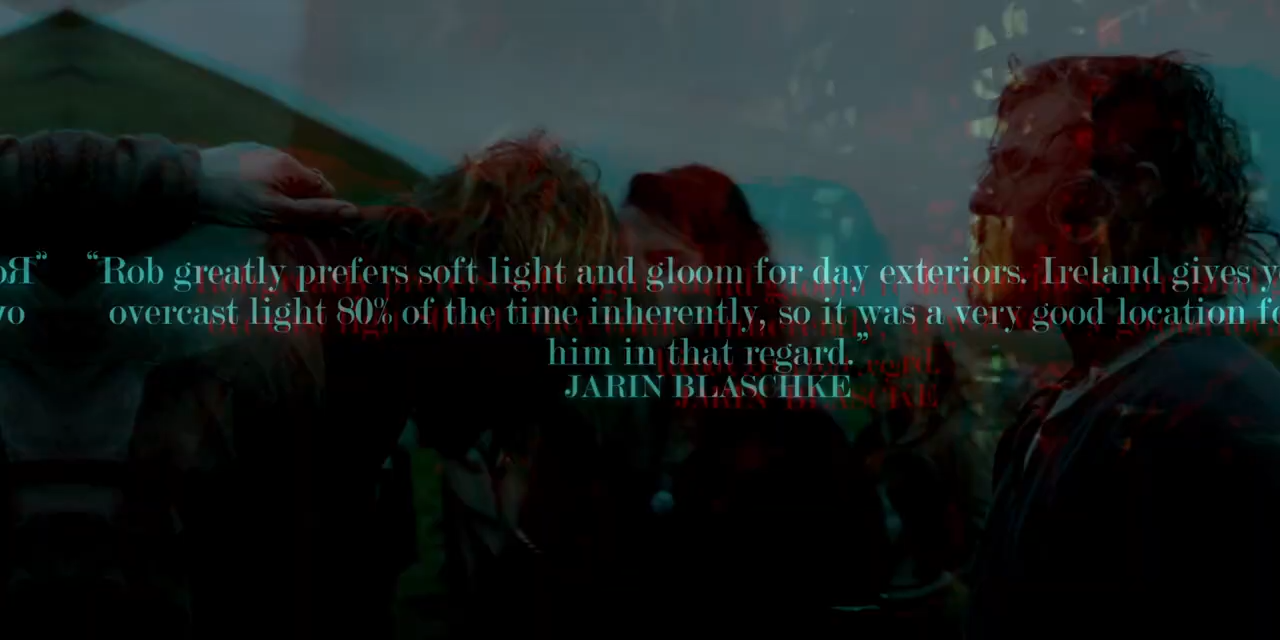 “Rob greatly prefers soft light and gloom for day exteriors. Ireland gives
overcast light 80% of the time inherently, so it was a very good location
him in that regard.”
JARIN BLASCHKE